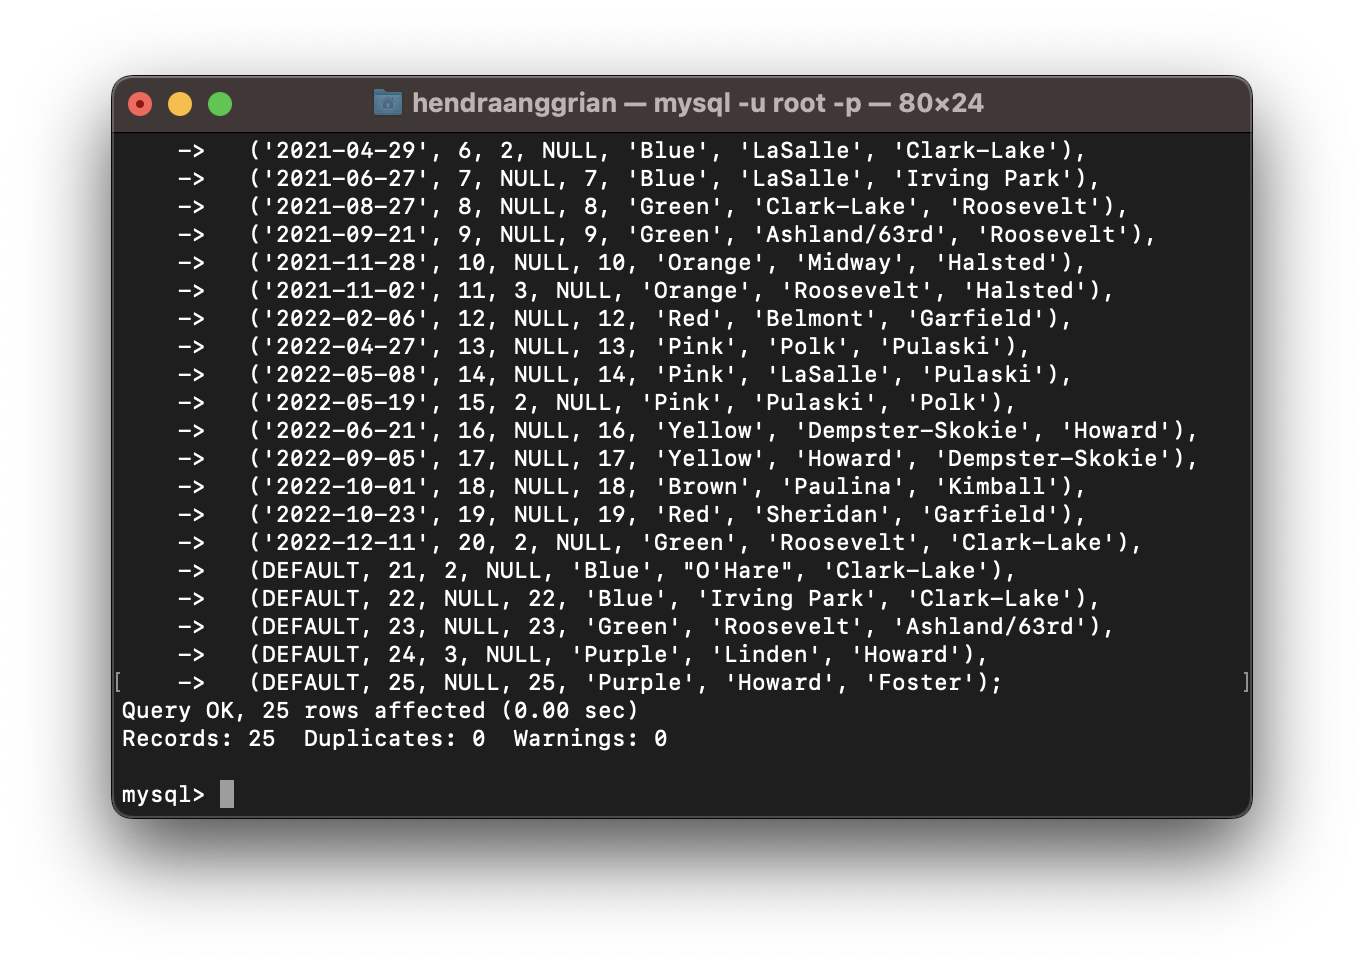 hendraanggrian — mysql -u root -p — 80×24
->   ('2021-04-29', 6, 2, NULL, 'Blue', 'LaSalle', 'Clark-Lake'),
->   ('2021-06-27', 7, NULL, 7, 'Blue', 'LaSalle', 'Irving Park'),
->   ('2021-08-27', 8, NULL, 8, 'Green', 'Clark-Lake', 'Roosevelt'),
->   ('2021-09-21', 9, NULL, 9, 'Green', 'Ashland/63rd', 'Roosevelt'),
->   ('2021-11-28', 10, NULL, 10, 'Orange', 'Midway', 'Halsted'),
->   ('2021-11-02', 11, 3, NULL, 'Orange', 'Roosevelt', 'Halsted'),
->   ('2022-02-06', 12, NULL, 12, 'Red', 'Belmont', 'Garfield'),
->   ('2022-04-27', 13, NULL, 13, 'Pink', 'Polk', 'Pulaski'),
->   ('2022-05-08', 14, NULL, 14, 'Pink', 'LaSalle', 'Pulaski'),
->   ('2022-05-19', 15, 2, NULL, 'Pink', 'Pulaski', 'Polk'),
->   ('2022-06-21', 16, NULL, 16, 'Yellow', 'Dempster-Skokie', 'Howard'),
->   ('2022-09-05', 17, NULL, 17, 'Yellow', 'Howard', 'Dempster-Skokie'),
->   ('2022-10-01', 18, NULL, 18, 'Brown', 'Paulina', 'Kimball'),
->   ('2022-10-23', 19, NULL, 19, 'Red', 'Sheridan', 'Garfield'),
->   ('2022-12-11', 20, 2, NULL, 'Green', 'Roosevelt', 'Clark-Lake'),
->   (DEFAULT, 21, 2, NULL, 'Blue', "O'Hare", 'Clark-Lake'),
->   (DEFAULT, 22, NULL, 22, 'Blue', 'Irving Park', 'Clark-Lake'),
->   (DEFAULT, 23, NULL, 23, 'Green', 'Roosevelt', 'Ashland/63rd'),
->   (DEFAULT, 24, 3, NULL, 'Purple', 'Linden', 'Howard'),
[    ->   (DEFAULT, 25, NULL, 25, 'Purple', 'Howard', 'Foster'); ]
Query OK, 25 rows affected (0.00 sec)
Records: 25  Duplicates: 0  Warnings: 0
mysql>